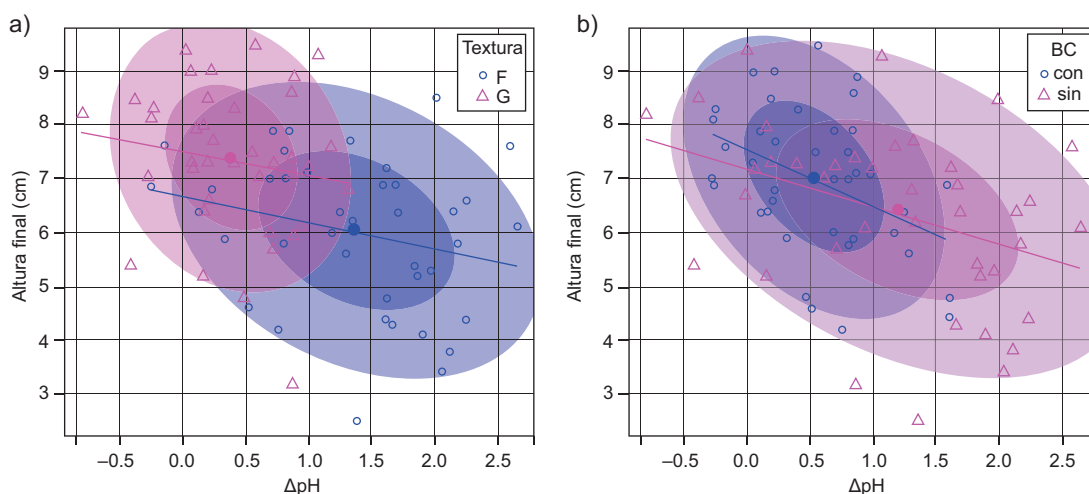 a)
Textura
F
G
Altura final (cm)
9
8
7
6
5
4
3
–0.5 0.0 0.5 1.0 1.5 2.0 2.5
ΔpH
b)
BC
con
sin
Altura final (cm)
9
8
7
6
5
4
3
–0.5 0.0 0.5 1.0 1.5 2.0 2.5
ΔpH